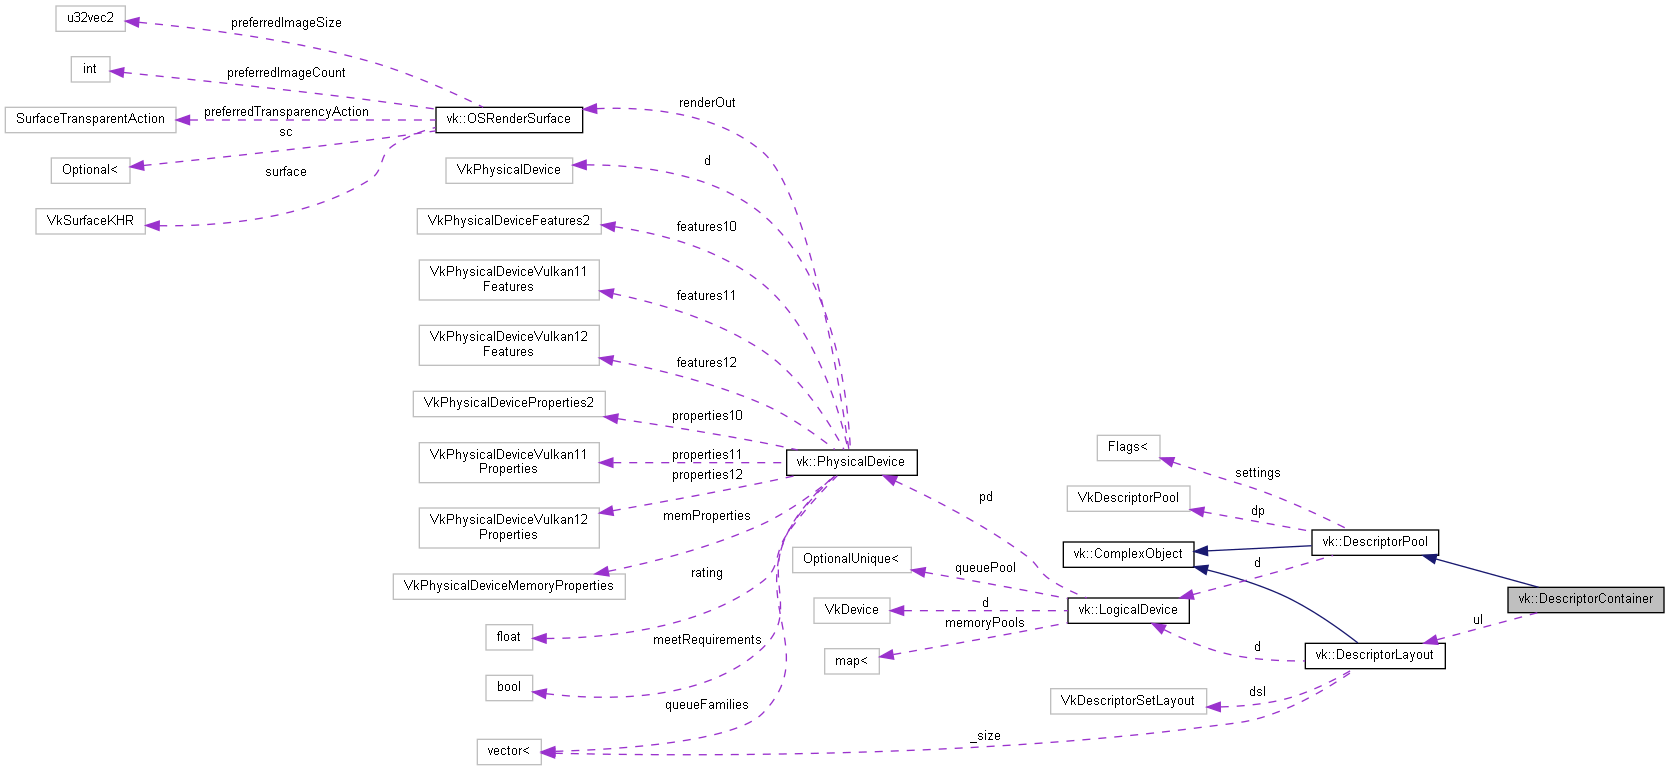 u32vec2
preferredImageSize
int
preferredImageCount
SurfaceTransparentAction
preferredTransparencyAction
vk::OSRenderSurface
renderOut
sc
Optional<
surface
VkSurfaceKHR
VkPhysicalDevice
d
VkPhysicalDeviceFeatures2
features10
VkPhysicalDeviceVulkan11
Features
features11
VkPhysicalDeviceVulkan12
Features
features12
VkPhysicalDeviceProperties2
properties10
VkPhysicalDeviceVulkan11
Properties
properties11
properties12
vk::PhysicalDevice
VkPhysicalDeviceVulkan12
Properties
memProperties
VkPhysicalDeviceMemoryProperties
rating
float
meetRequirements
bool
queueFamilies
vector<
pd
OptionalUnique<
queuePool
VkDevice
d
memoryPools
map<
vk::LogicalDevice
Flags<
settings
VkDescriptorPool
dp
vk::ComplexObject
vk::DescriptorPool
d
vk::DescriptorContainer
ul
vk::DescriptorLayout
d
VkDescriptorSetLayout
dsl
_size